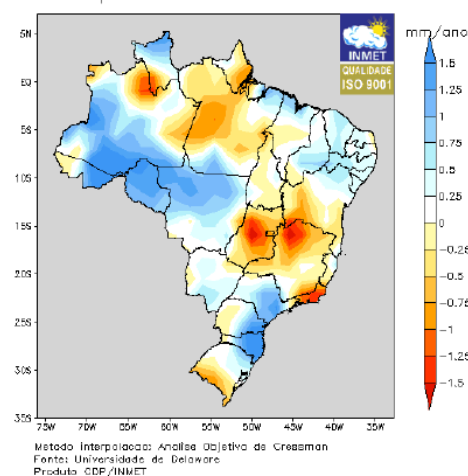 INMET
QUALIDADE
ISO 9001
mm/ano
5N
EQ
5S
10S
15S
20S
25S
30S
35S
75W
70W
65W
60W
55W
50W
45W
40W
35W
1.5
1.25
1
0.75
0.5
0.25
0
−0.25
−0.5
−0.75
−1
−1.25
−1.5
Metodo interpolacao: Analise Objetiva de Cressman
Fonte: Universidade de Delaware
Produto CDP/INMET